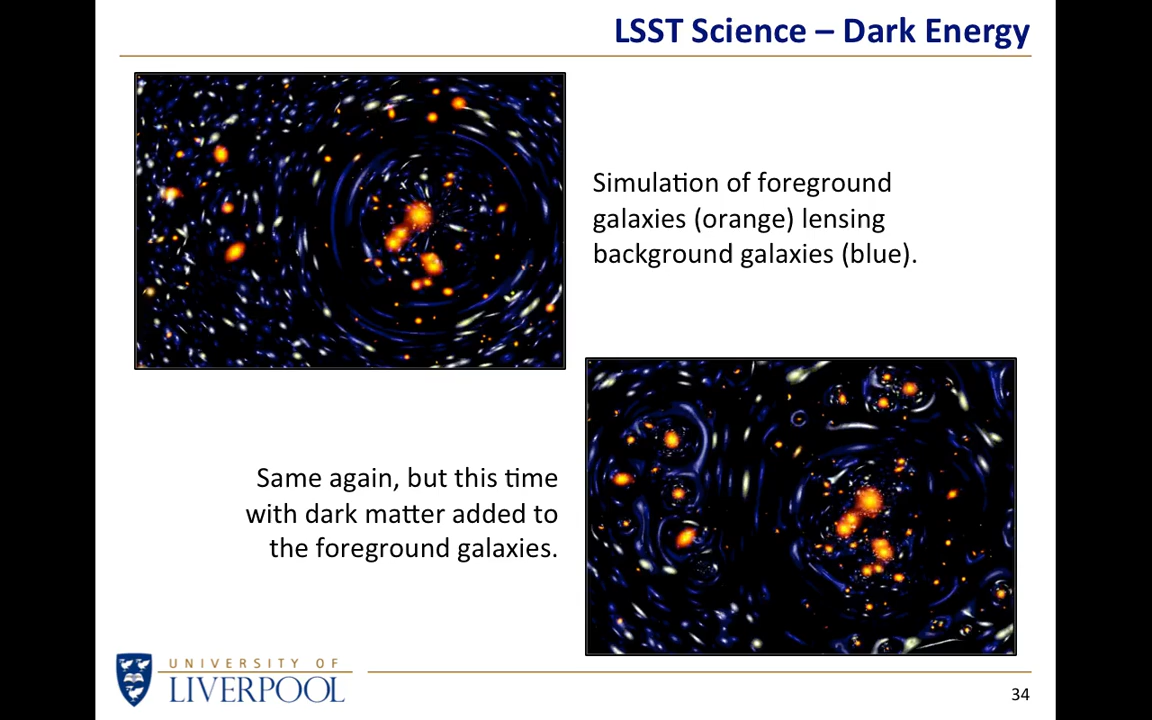 LSST Science – Dark Energy
Simulation of foreground
galaxies (orange) lensing
background galaxies (blue).
Same again, but this time
with dark matter added to
the foreground galaxies.
UNIVERSITY OF
LIVERPOOL
34